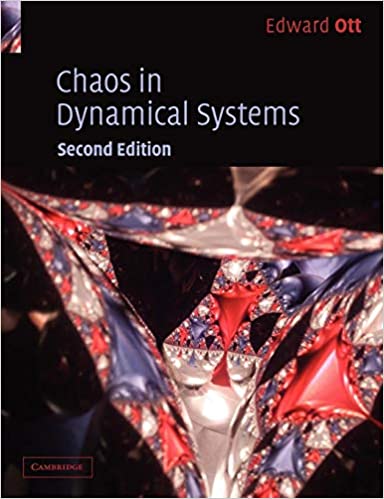 Edward Ott
Chaos in
Dynamical Systems
Second Edition
CAMBRIDGE